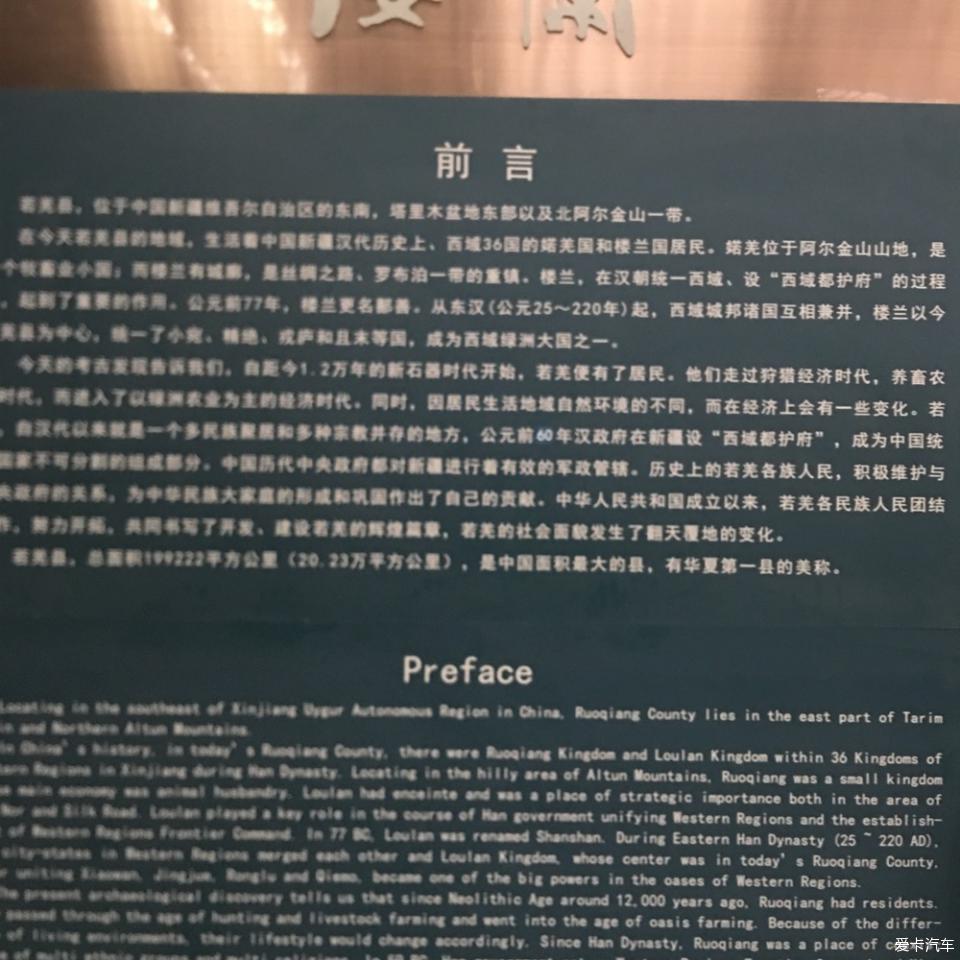 楼蘭
前 言
若羌县，位于中国新疆维吾尔自治区的东南，塔里木盆地东部以及北阿尔金山一带。
在今天若羌县的地域，生活着中国新疆汉代历史上、西域36国的婼羌国和楼兰国居民。婼羌位于阿尔金山山地，是
个牧畜业小国；而楼兰有城廓，是丝绸之路、罗布泊一带的重镇。楼兰，在汉朝统一西域、设“西域都护府”的过程
，起到了重要的作用。公元前77年，楼兰更名鄯善。从东汉(公元25～220年)起，西域城邦诸国互相兼并，楼兰以今
羌县为中心，统一了小宛、精绝、戎庐和且末等国，成为西域绿洲大国之一。
今天的考古发现告诉我们，自距今1.2万年的新石器时代开始，若羌便有了居民。他们走过狩猎经济时代，养畜农
时代，而进入了以绿洲农业为主的经济时代。同时，因居民生活地域自然环境的不同，而在经济上会有一些变化。若
，自汉代以来就是一个多民族聚居和多种宗教并存的地方，公元前60年汉政府在新疆设“西域都护府”，成为中国统
国家不可分割的组成部分。中国历代中央政府都对新疆进行着有效的军政管辖。历史上的若羌各族人民，积极维护与
央政府的关系，为中华民族大家庭的形成和巩固作出了自己的贡献。中华人民共和国成立以来，若羌各民族人民团结
作，努力开拓，共同书写了开发、建设若羌的辉煌篇章，若羌的社会面貌发生了翻天覆地的变化。
若羌县，总面积199222平方公里（20.23万平方公里），是中国面积最大的县，有华夏第一县的美称。
Preface
Locating in the southeast of Xinjiang Uygur Autonomous Region in China, Ruoqiang County lies in the east part of Tarim
and Northern Altun Mountains.
in China's history, in today's Ruoqiang County, there were Ruoqiang Kingdom and Loulan Kingdom within 36 Kingdoms of
Regions in Xinjiang during Han Dynasty. Locating in the hilly area of Altun Mountains, Ruoqiang was a small kingdom
main economy was animal husbandry. Loulan had enceinte and was a place of strategic importance both in the area of
Nor and Silk Road. Loulan played a key role in the course of Han government unifying Western Regions and the establish-
of Western Regions Frontier Command. In 77 BC, Loulan was renamed Shanshan. During Eastern Han Dynasty (25 ~ 220 AD),
city-states in Western Regions merged each other and Loulan Kingdom, whose center was in today's Ruoqiang County,
uniting Xiaowan, Jingjue, Ronglu and Qiemo, became one of the big powers in the oases of Western Regions.
The present archaeological discovery tells us that since Neolithic Age around 12,000 years ago, Ruoqiang had residents.
passed through the age of hunting and livestock farming and went into the age of oasis farming. Because of the differ-
of living environments, their lifestyle would change accordingly. Since Han Dynasty, Ruoqiang was a place of
of multi ethnic groups and multi religions. In 60 BC, Han government
爱卡汽车